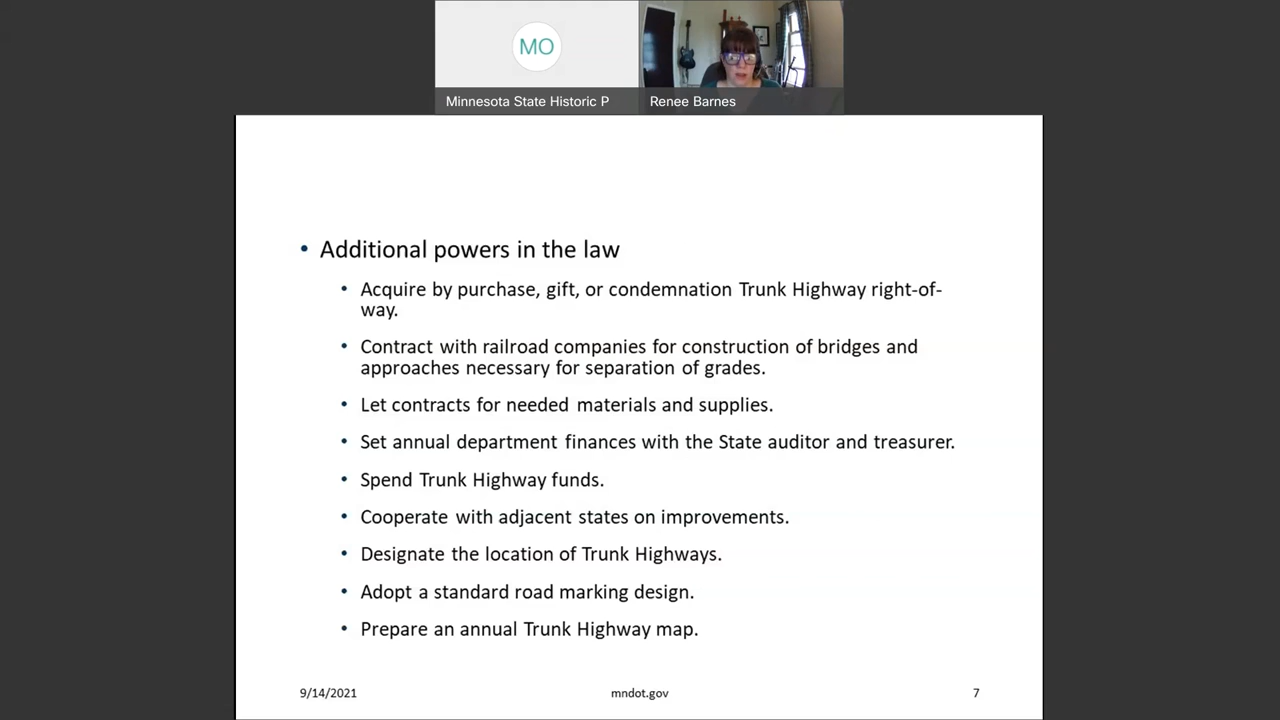 MO
Minnesota State Historic P
Renee Barnes
• Additional powers in the law
• Acquire by purchase, gift, or condemnation Trunk Highway right-of-
way.
• Contract with railroad companies for construction of bridges and
approaches necessary for separation of grades.
• Let contracts for needed materials and supplies.
• Set annual department finances with the State auditor and treasurer.
• Spend Trunk Highway funds.
• Cooperate with adjacent states on improvements.
• Designate the location of Trunk Highways.
• Adopt a standard road marking design.
• Prepare an annual Trunk Highway map.
9/14/2021
mndot.gov
7